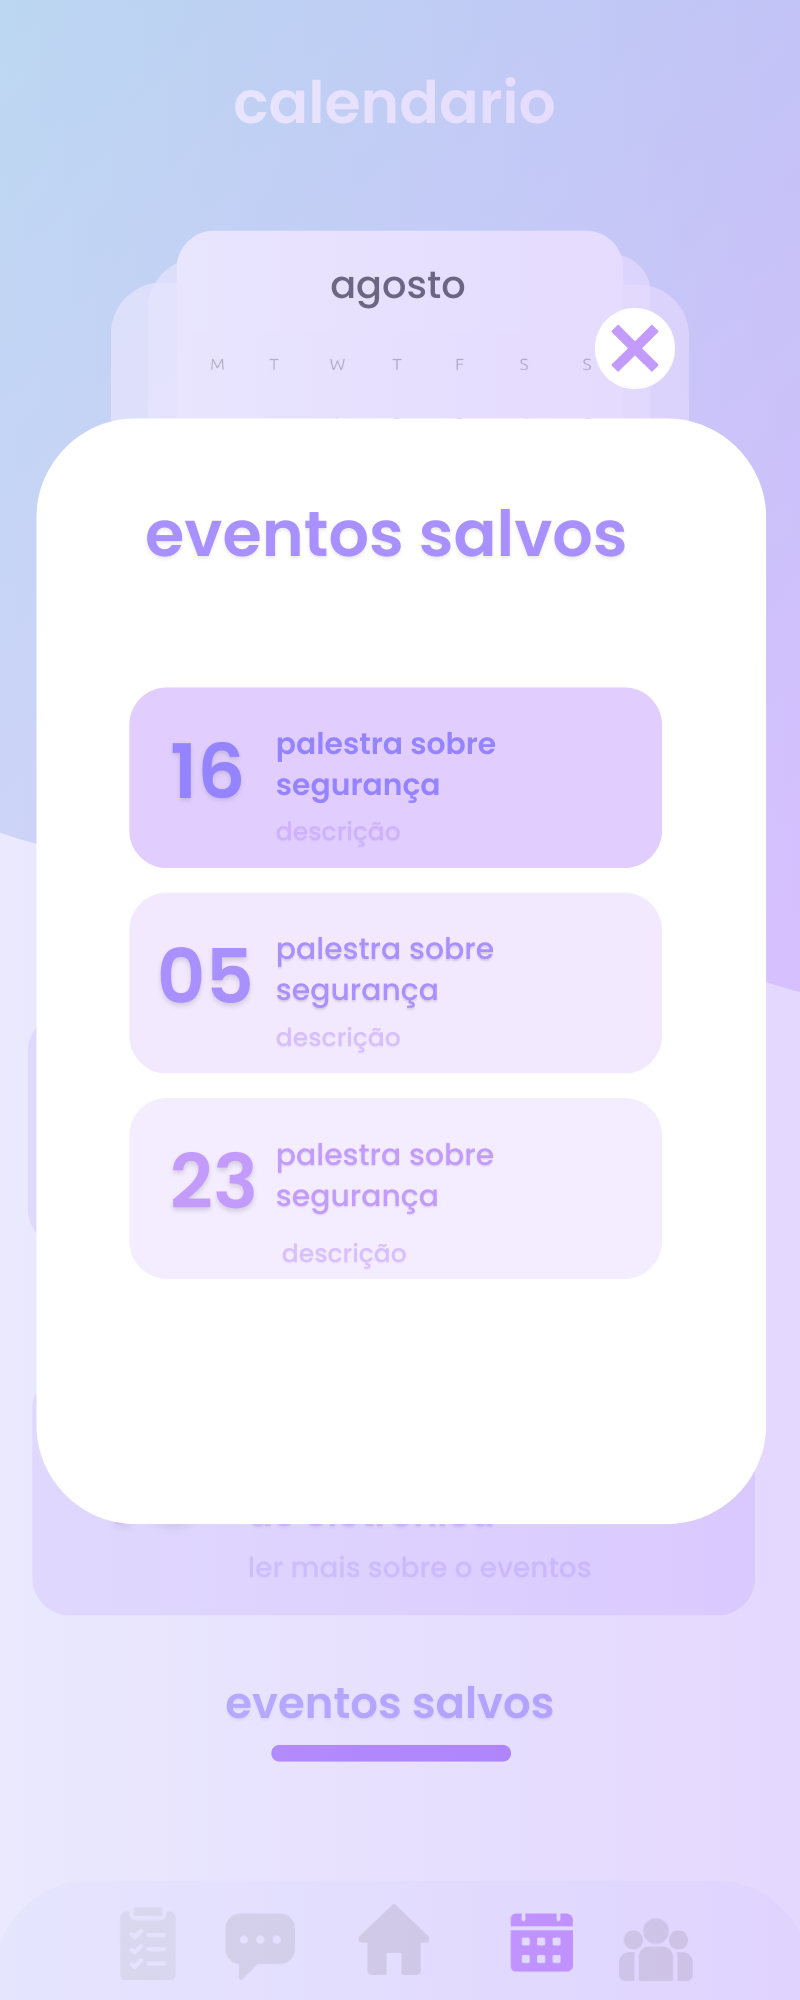 calendario
agosto
M T W T F S S
eventos salvos
16
palestra sobre
segurança
descrição
05
palestra sobre
segurança
descrição
23
palestra sobre
segurança
descrição
ler mais sobre o eventos
eventos salvos